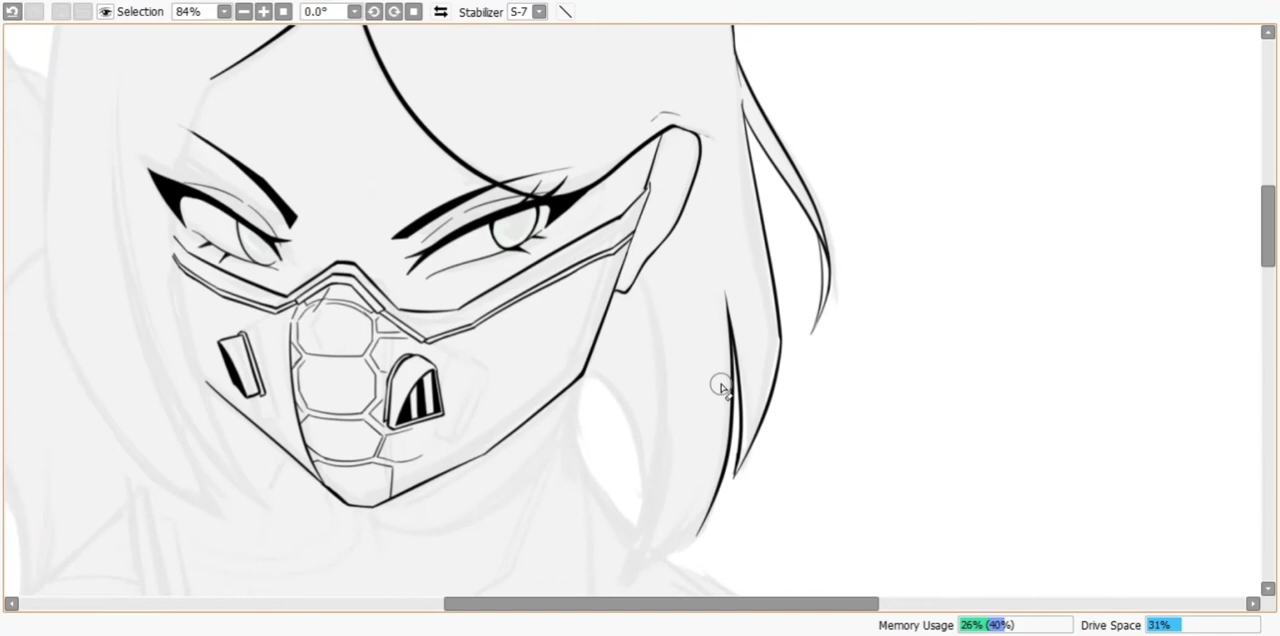 Selection 84% 0.0° Stabilizer S-7
Memory Usage 26% (40%) Drive Space 31%